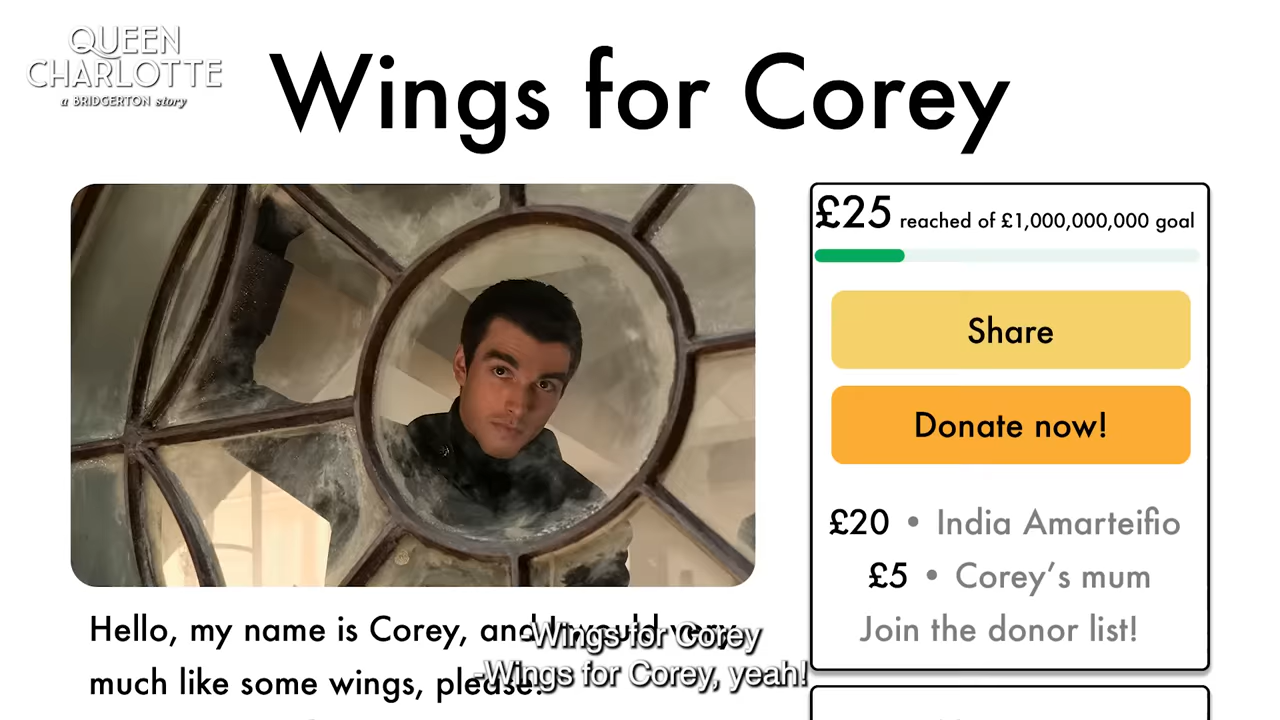 QUEEN
CHARLOTTE
a BRIDGERTON story
Wings for Corey
£25 reached of £1,000,000,000 goal
Share
Donate now!
£20 • India Amarteifio
£5 • Corey's mum
Join the donor list!
Hello, my name is Corey, and I would very
much like some wings, please.
-Wings for Corey
-Wings for Corey, yeah!